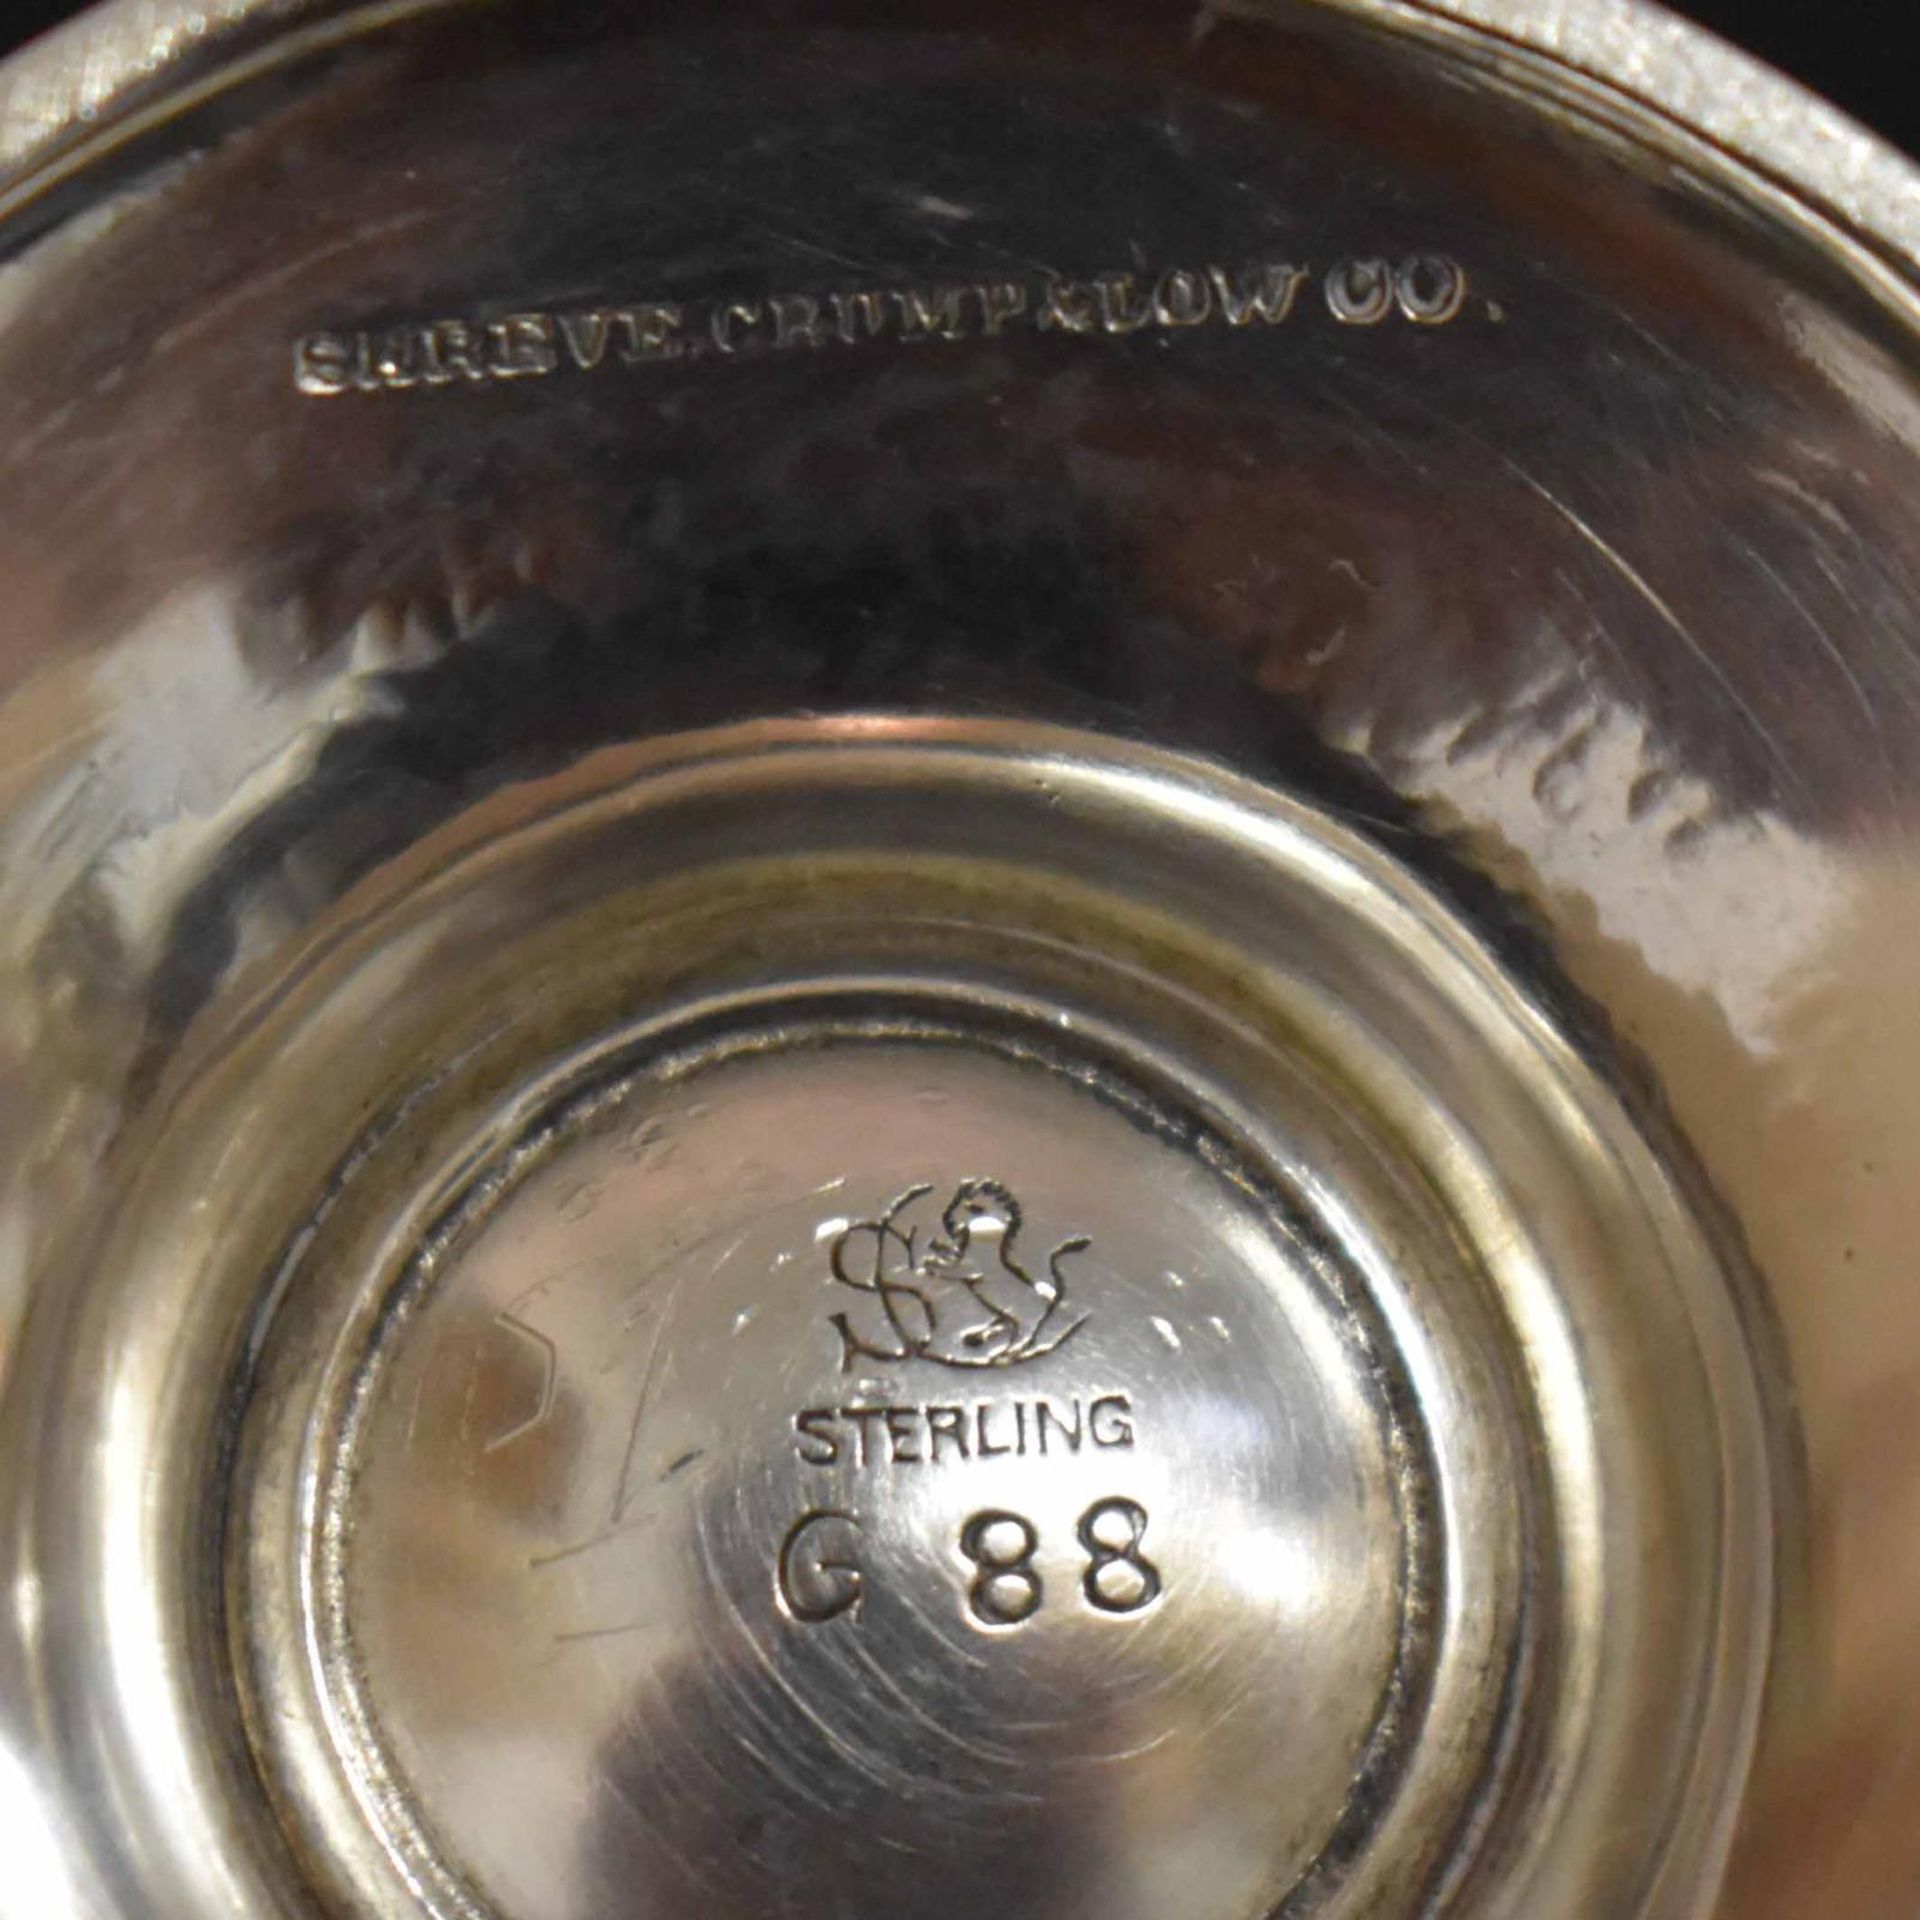 SHREVE, CRUMP & LOW CO.
STERLING
G 88